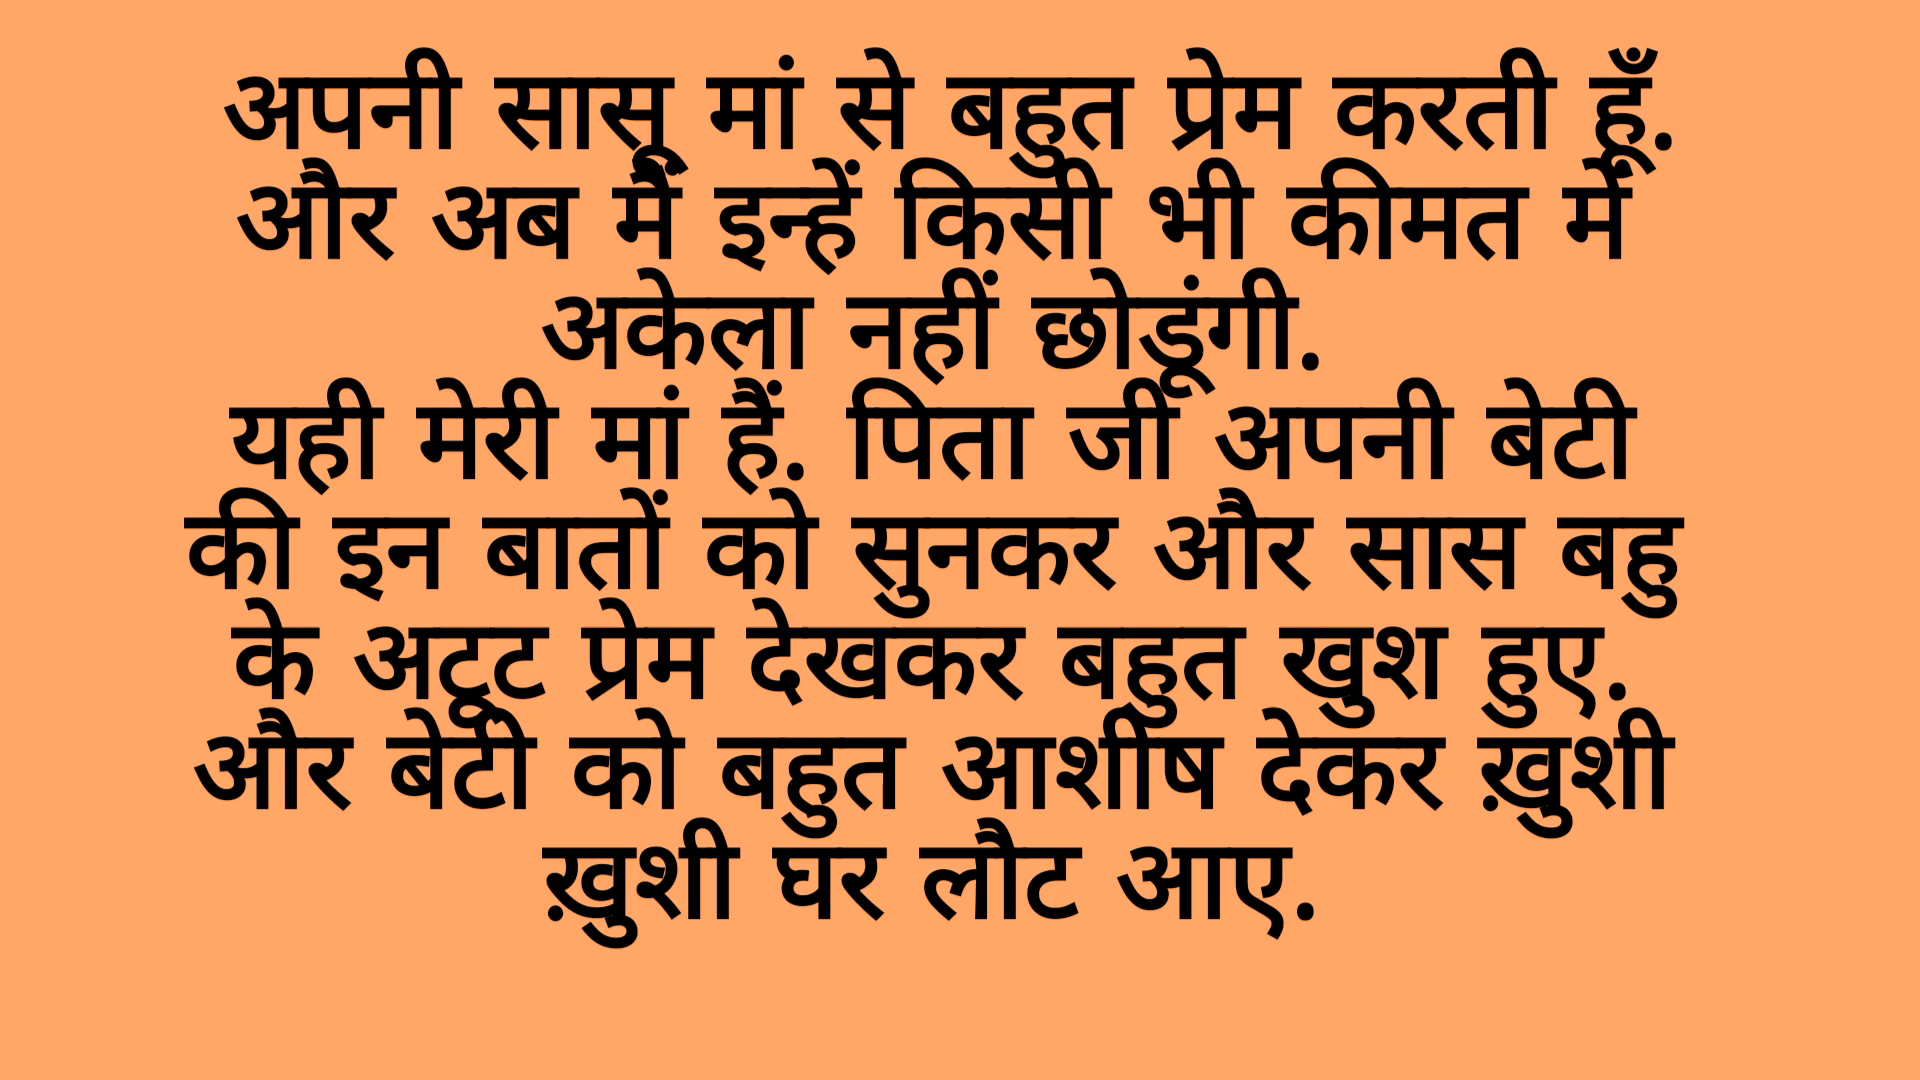 अपनी सासू मां से बहुत प्रेम करती हूँ.
और अब मैं इन्हें किसी भी कीमत में
अकेला नहीं छोडूंगी.
यही मेरी मां हैं. पिता जी अपनी बेटी
की इन बातों को सुनकर और सास बहु
के अटूट प्रेम देखकर बहुत खुश हुए.
और बेटी को बहुत आशीष देकर ख़ुशी
ख़ुशी घर लौट आए.